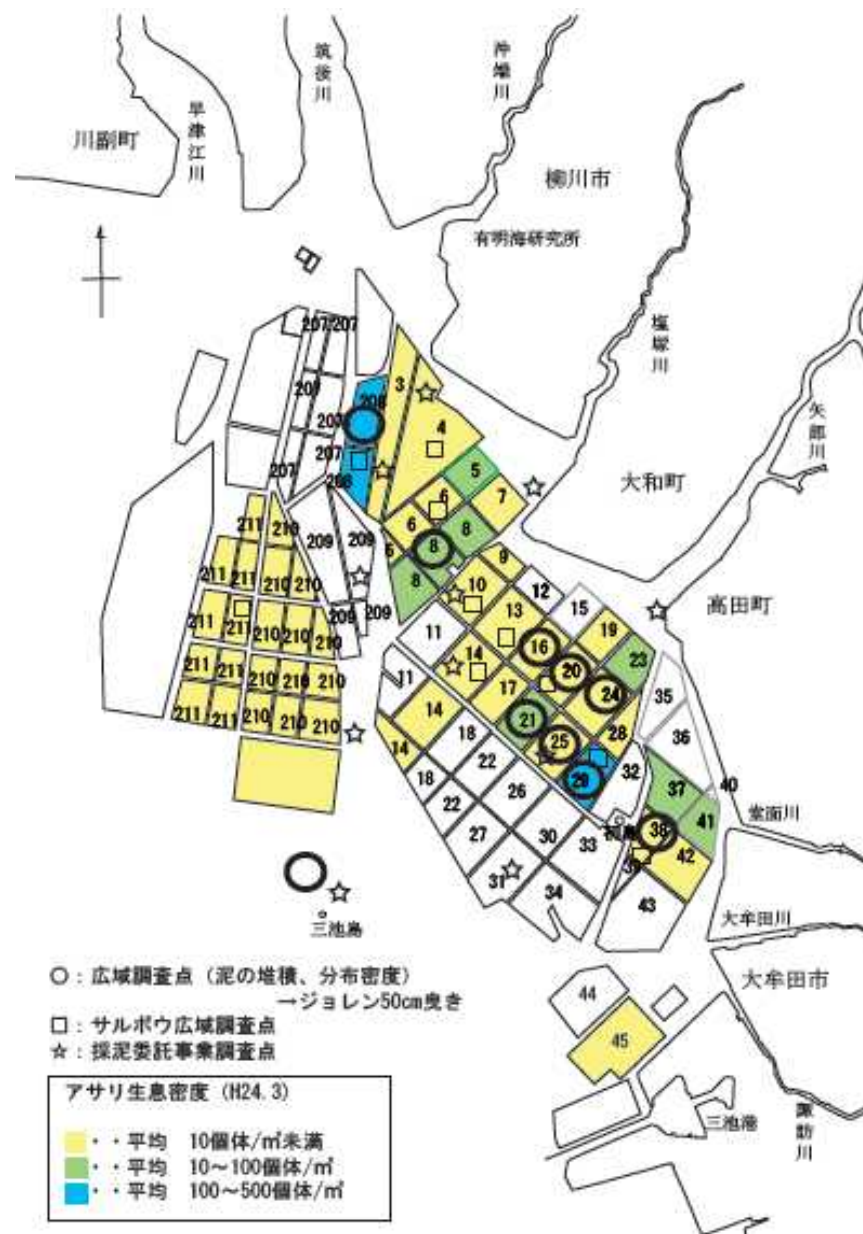 筑後川
沖端川
早津江川
川副町
柳川市
有明海研究所
塩塚川
矢部川
大和町
高田町
207 207
3
208
207
207
4
207
207
208
5
6
7
211 210
209 209
6
8
6
8
211 211 210 210
8
9
10
12
15
13
19
211 211 210 210 210
209 209
11
16
23
14
20
24
35
211 211 210 210 210
11
17
21
28
36
14
18
25
211 211 210 210 210
14
22
29
32
37
40
18
26
堂面川
22
初島
38
41
27
30
33
39
42
31
34
43
大牟田川
三池島
大牟田市
44
45
三池港
諏訪川
○：広域調査点（泥の堆積、分布密度）
→ジョレン50cm曳き
□：サルボウ広域調査点
☆：採泥委託事業調査点
アサリ生息密度（H24.3）
・・平均 10個体/㎡未満
・・平均 10～100個体/㎡
・・平均 100～500個体/㎡